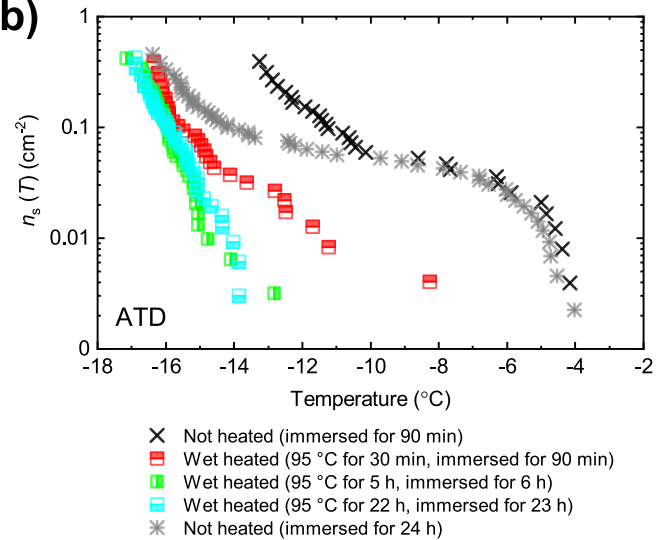 b)
1
0.1
0.01
0
n_s (T) (cm⁻²)
ATD
-18 -16 -14 -12 -10 -8 -6 -4 -2
Temperature (°C)
Not heated (immersed for 90 min)
Wet heated (95 °C for 30 min, immersed for 90 min)
Wet heated (95 °C for 5 h, immersed for 6 h)
Wet heated (95 °C for 22 h, immersed for 23 h)
Not heated (immersed for 24 h)